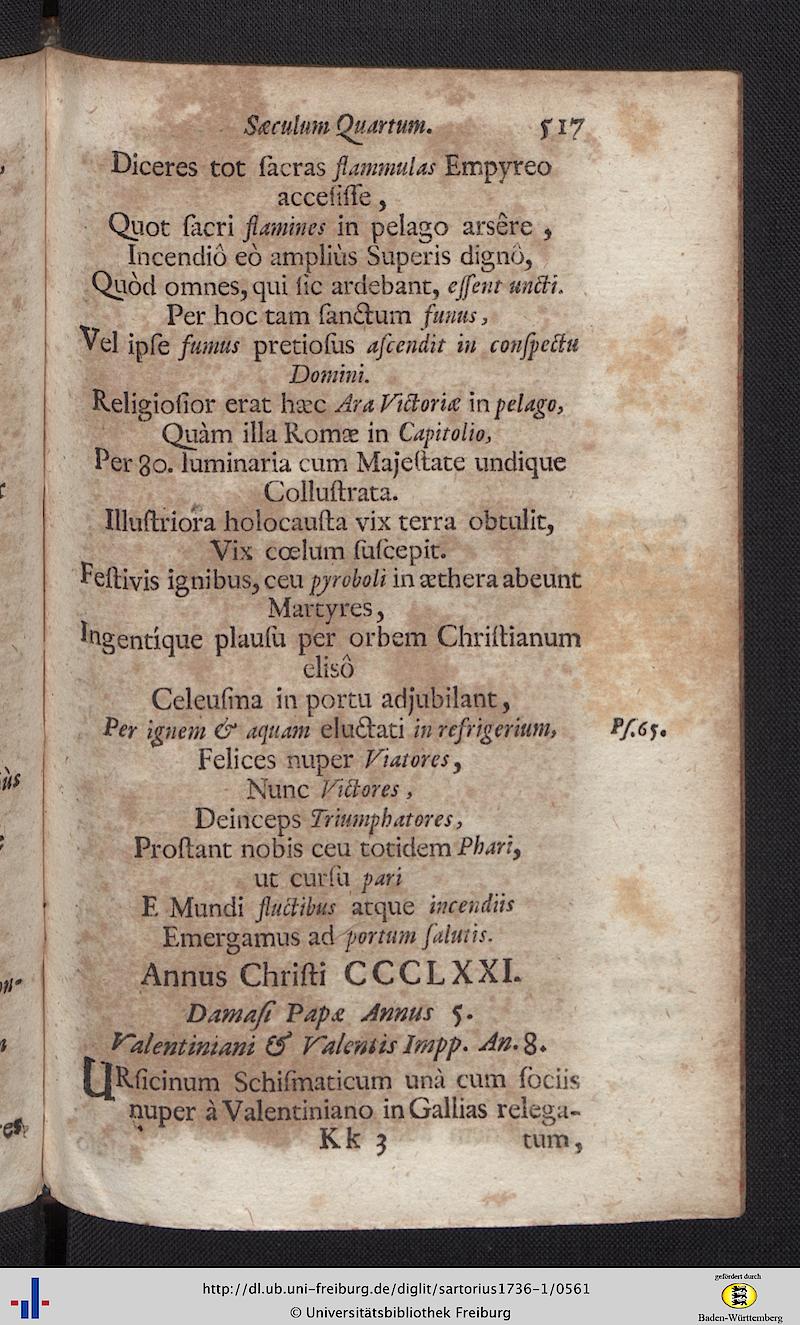 Sæculum Quartum. 517
Diceres tot ſacras flammulas Empyreo
acceſiſſe,
Quot ſacri flamines in pelago arsêre,
Incendiô eò ampliùs Superis dignô,
Quòd omnes, qui ſic ardebant, eſſent uncti.
Per hoc tam ſanctum funus,
Vel ipſe fumus pretioſus aſcendit in conſpectu
Domini.
Religioſior erat hæc Ara Victoriæ in pelago,
Quàm illa Romæ in Capitolio,
Per 80. luminaria cum Majeſtate undique
Colluſtrata.
Illuſtriora holocauſta vix terra obtulit,
Vix cœlum ſuſcepit.
Feſtivis ignibus, ceu pyroboli in æthera abeunt
Martyres,
Ingentíque plauſu per orbem Chriſtianum
elisô
Celeuſma in portu adjubilant,
Per ignem & aquam eluctati in refrigerium, Pſ.65.
Felices nuper Viatores,
Nunc Victores,
Deinceps Triumphatores,
Proſtant nobis ceu totidem Phari,
ut curſu pari
E Mundi fluctibus atque incendiis
Emergamus ad portum ſalutis.
Annus Chriſti CCCLXXI.
Damaſi Papæ Annus 5.
Valentiniani & Valentis Impp. An. 8.
URſicinum Schiſmaticum unà cum ſociis
nuper à Valentiniano in Gallias relega-
Kk 3 tum,
http://dl.ub.uni-freiburg.de/diglit/sartorius1736-1/0561
© Universitätsbibliothek Freiburg
gefördert durch
Baden-Württemberg